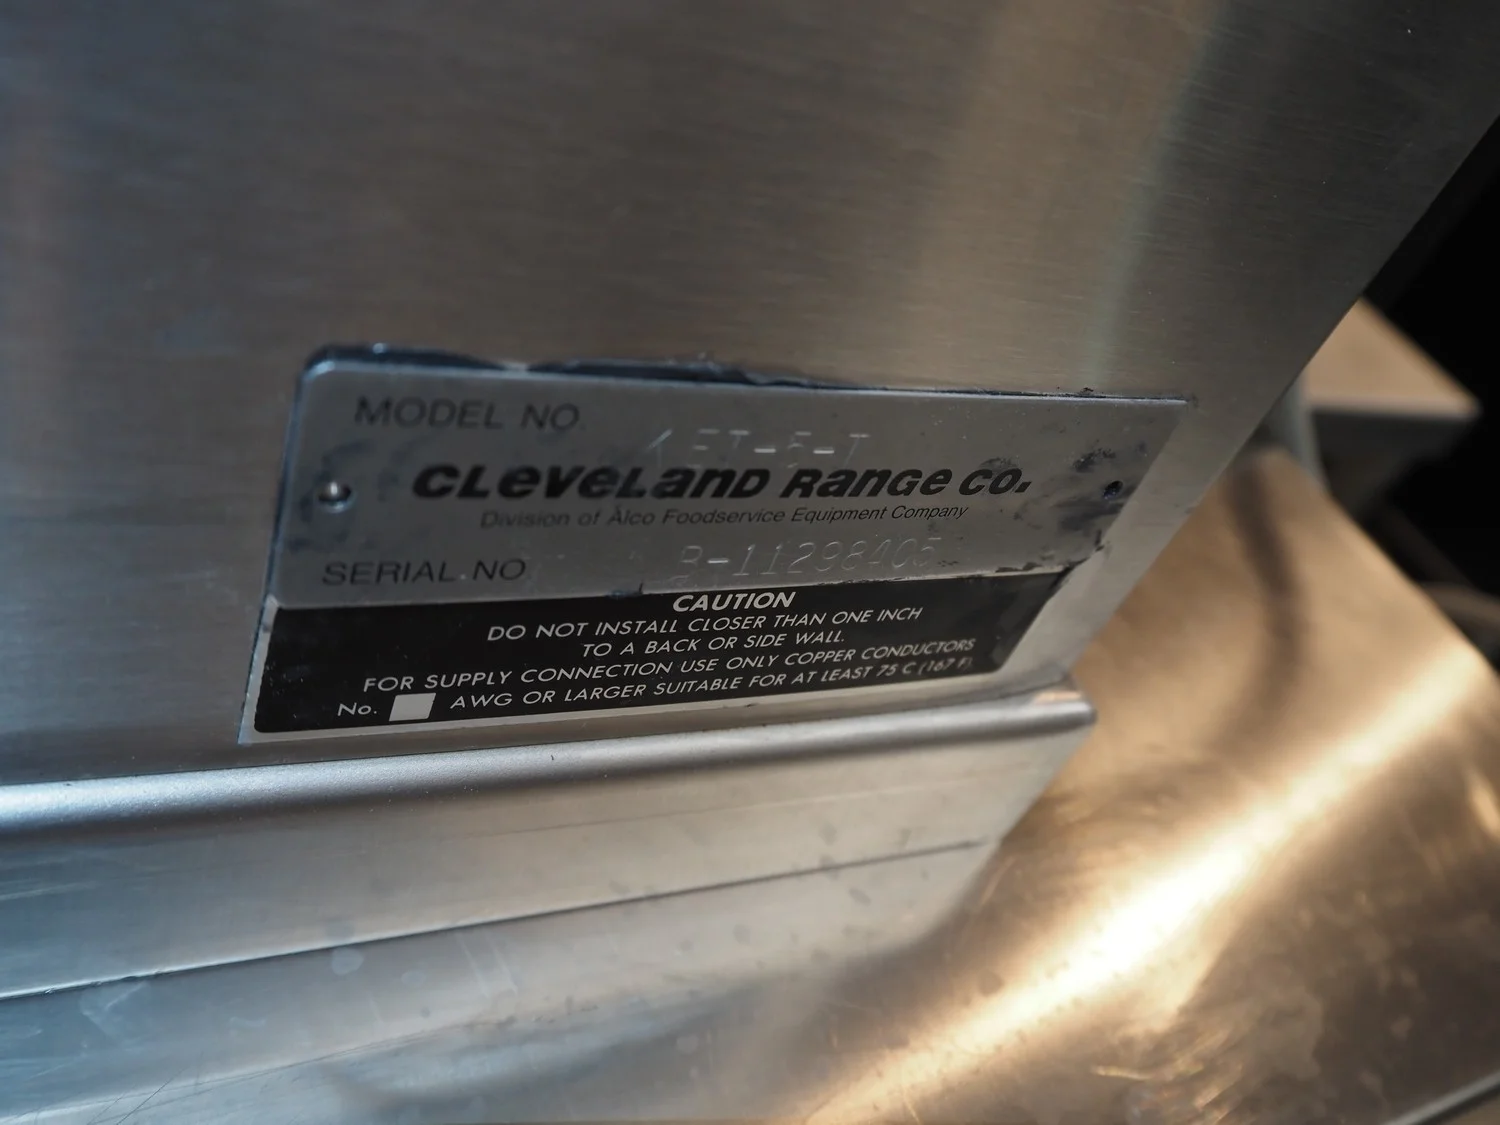 MODEL NO
KET-6-T
CLEVELAND RANGE CO.
Division of Alco Foodservice Equipment Company
SERIAL NO
CAUTION
DO NOT INSTALL CLOSER THAN ONE INCH
TO A BACK OR SIDE WALL.
FOR SUPPLY CONNECTION USE ONLY COPPER CONDUCTORS
No. AWG OR LARGER SUITABLE FOR AT LEAST 75 C (167 F)